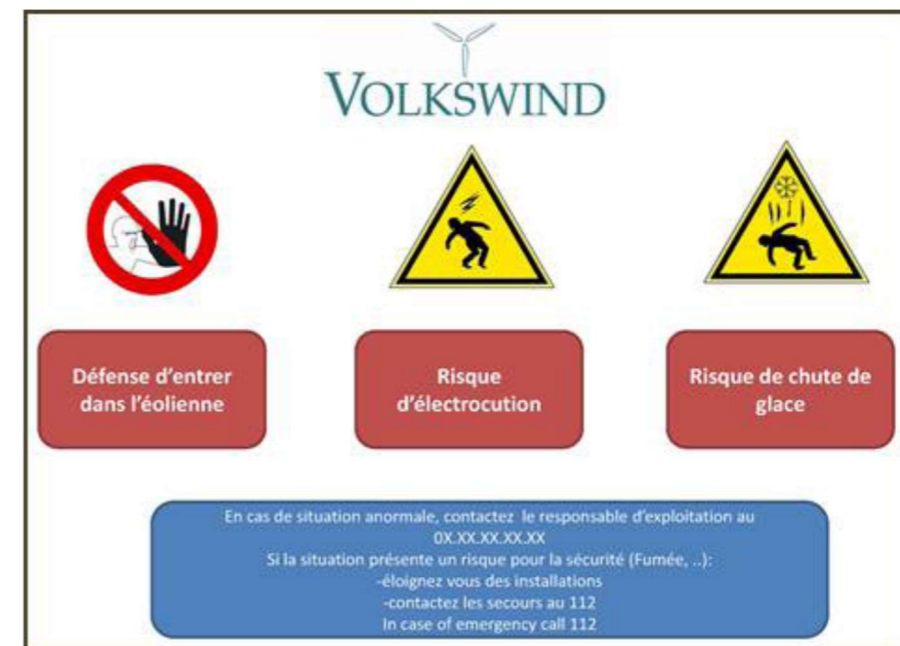 VOLKSWIND
Défense d'entrer
dans l'éolienne
Risque
d'électrocution
Risque de chute de
glace
En cas de situation anormale, contactez le responsable d'exploitation au
0X.XX.XX.XX.XX
Si la situation présente un risque pour la sécurité (Fumée, ..):
-éloignez vous des installations
-contactez les secours au 112
In case of emergency call 112